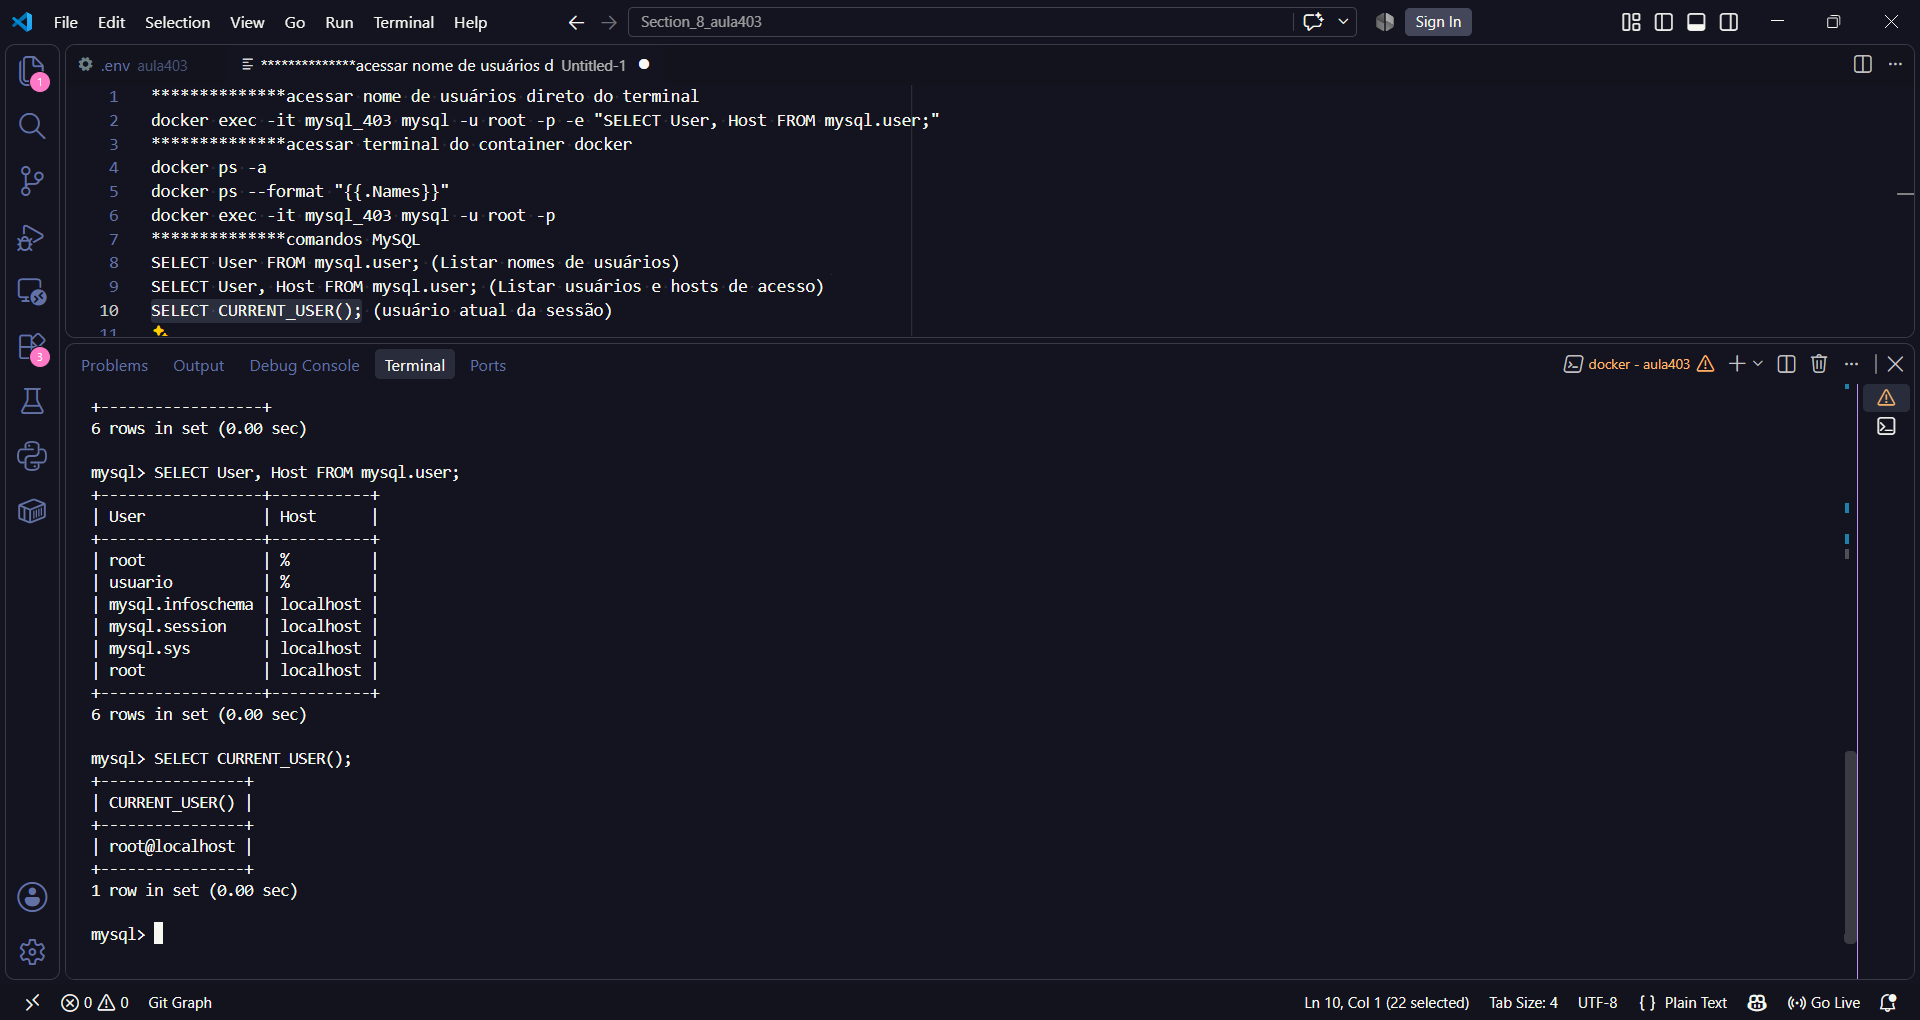 File Edit Selection View Go Run Terminal Help Section_8_aula403 Sign In
.env aula403 **************acessar nome de usuários d Untitled-1
1 **************acessar nome de usuários direto do terminal
2 docker exec -it mysql_403 mysql -u root -p -e "SELECT User, Host FROM mysql.user;"
3 **************acessar terminal do container docker
4 docker ps -a
5 docker ps --format "{{.Names}}"
6 docker exec -it mysql_403 mysql -u root -p
7 **************comandos MySQL
8 SELECT User FROM mysql.user; (Listar nomes de usuários)
9 SELECT User, Host FROM mysql.user; (Listar usuários e hosts de acesso)
10 SELECT CURRENT_USER(); (usuário atual da sessão)
11
1
3
Problems Output Debug Console Terminal Ports docker - aula403
+------------------+
6 rows in set (0.00 sec)
mysql> SELECT User, Host FROM mysql.user;
+------------------+-----------+
| User             | Host      |
+------------------+-----------+
| root             | %         |
| usuario          | %         |
| mysql.infoschema | localhost |
| mysql.session    | localhost |
| mysql.sys        | localhost |
| root             | localhost |
+------------------+-----------+
6 rows in set (0.00 sec)
mysql> SELECT CURRENT_USER();
+----------------+
| CURRENT_USER() |
+----------------+
| root@localhost |
+----------------+
1 row in set (0.00 sec)
mysql>
0 0 Git Graph Ln 10, Col 1 (22 selected) Tab Size: 4 UTF-8 {} Plain Text Go Live